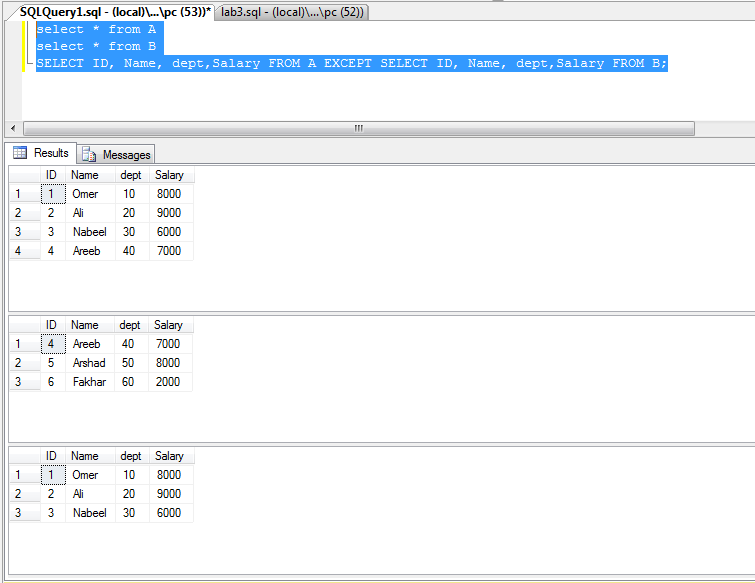 SQLQuery1.sql - (local)\...\pc (53))* lab3.sql - (local)\...\pc (52))
select * from A
select * from B
SELECT ID, Name, dept,Salary FROM A EXCEPT SELECT ID, Name, dept,Salary FROM B;
Results Messages
ID Name dept Salary
1 1 Omer 10 8000
2 2 Ali 20 9000
3 3 Nabeel 30 6000
4 4 Areeb 40 7000
ID Name dept Salary
1 4 Areeb 40 7000
2 5 Arshad 50 8000
3 6 Fakhar 60 2000
ID Name dept Salary
1 1 Omer 10 8000
2 2 Ali 20 9000
3 3 Nabeel 30 6000